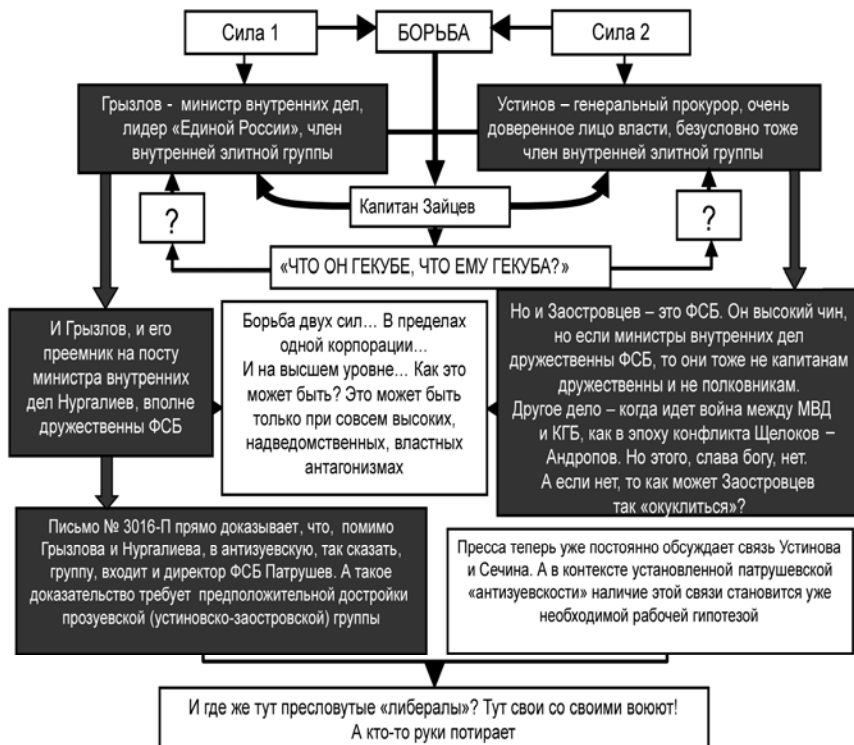 Сила 1
БОРЬБА
Сила 2
Грызлов - министр внутренних дел,
лидер «Единой России», член
внутренней элитной группы
Устинов – генеральный прокурор, очень
доверенное лицо власти, безусловно тоже
член внутренней элитной группы
?
Капитан Зайцев
?
«ЧТО ОН ГЕКУБЕ, ЧТО ЕМУ ГЕКУБА?»
И Грызлов, и его
преемник на посту
министра внутренних
дел Нургалиев, вполне
дружественны ФСБ
Борьба двух сил... В пределах
одной корпорации...
И на высшем уровне... Как это
может быть? Это может быть
только при совсем высоких,
надведомственных, властных
антагонизмах
Но и Заостровцев – это ФСБ. Он высокий чин,
но если министры внутренних дел
дружественны ФСБ, то они тоже не капитанам
дружественны и не полковникам.
Другое дело – когда идет война между МВД
и КГБ, как в эпоху конфликта Щелоков –
Андропов. Но этого, слава богу, нет.
А если нет, то как может Заостровцев
так «окуклиться»?
Письмо № 3016-П прямо доказывает, что, помимо
Грызлова и Нургалиева, в антизуевскую, так сказать,
группу, входит и директор ФСБ Патрушев. А такое
доказательство требует предположительной достройки
прозуевской (устиновско-заостровской) группы
Пресса теперь уже постоянно обсуждает связь Устинова
и Сечина. А в контексте установленной патрушевской
«антизуевскости» наличие этой связи становится уже
необходимой рабочей гипотезой
И где же тут пресловутые «либералы»? Тут свои со своими воюют!
А кто-то руки потирает